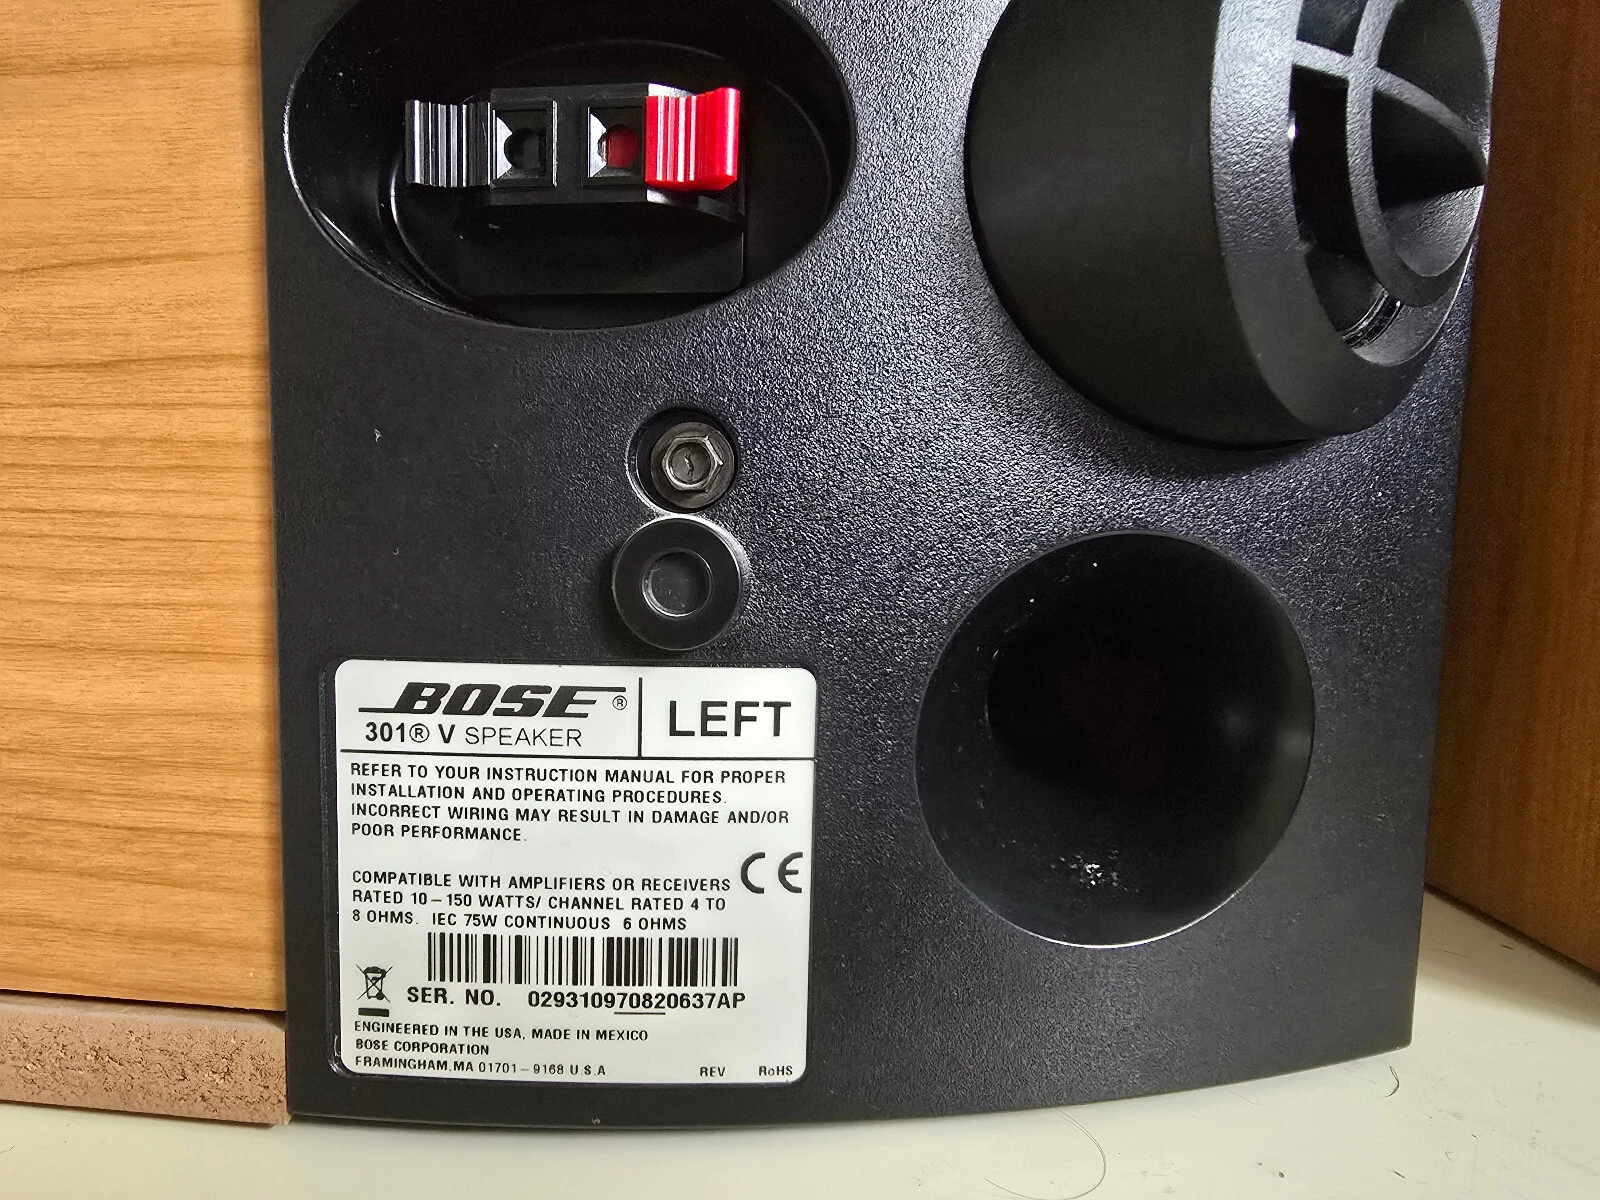 BOSE®
301® V SPEAKER
LEFT
REFER TO YOUR INSTRUCTION MANUAL FOR PROPER
INSTALLATION AND OPERATING PROCEDURES.
INCORRECT WIRING MAY RESULT IN DAMAGE AND/OR
POOR PERFORMANCE.
CE
COMPATIBLE WITH AMPLIFIERS OR RECEIVERS
RATED 10–150 WATTS/ CHANNEL RATED 4 TO
8 OHMS. IEC 75W CONTINUOUS 6 OHMS
SER. NO. 029310970820637AP
ENGINEERED IN THE USA, MADE IN MEXICO
BOSE CORPORATION
FRAMINGHAM,MA 01701–9168 U.S.A
REV RoHS